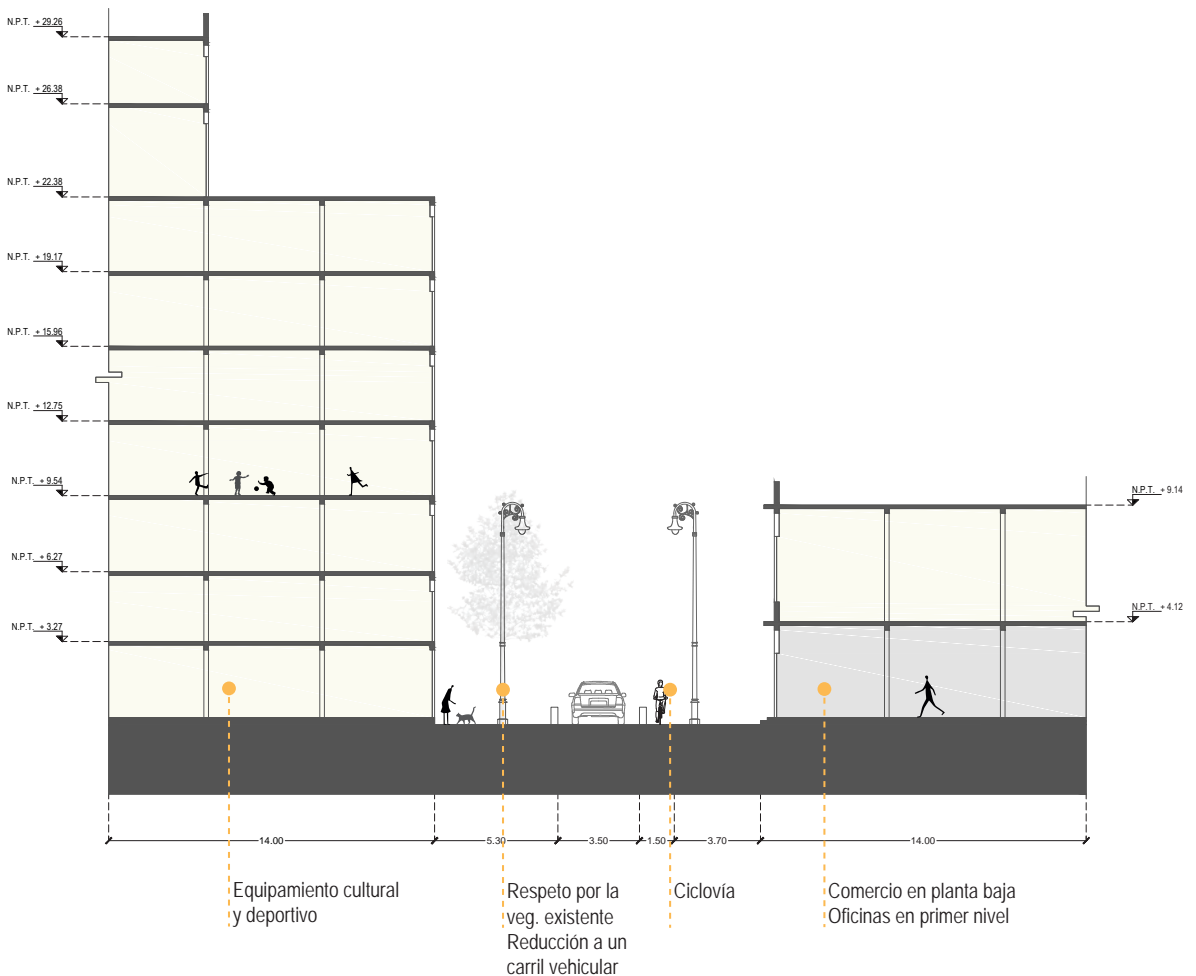 N.P.T. + 29.26
N.P.T. + 26.38
N.P.T. + 22.38
N.P.T. + 19.17
N.P.T. + 15.96
N.P.T. + 12.75
N.P.T. + 9.54
N.P.T. + 6.27
N.P.T. + 3.27
N.P.T. + 9.14
N.P.T. + 4.12
14.00 5.30 3.50 1.50 3.70 14.00
Equipamiento cultural
y deportivo
Respeto por la
veg. existente
Reducción a un
carril vehicular
Ciclovía
Comercio en planta baja
Oficinas en primer nivel